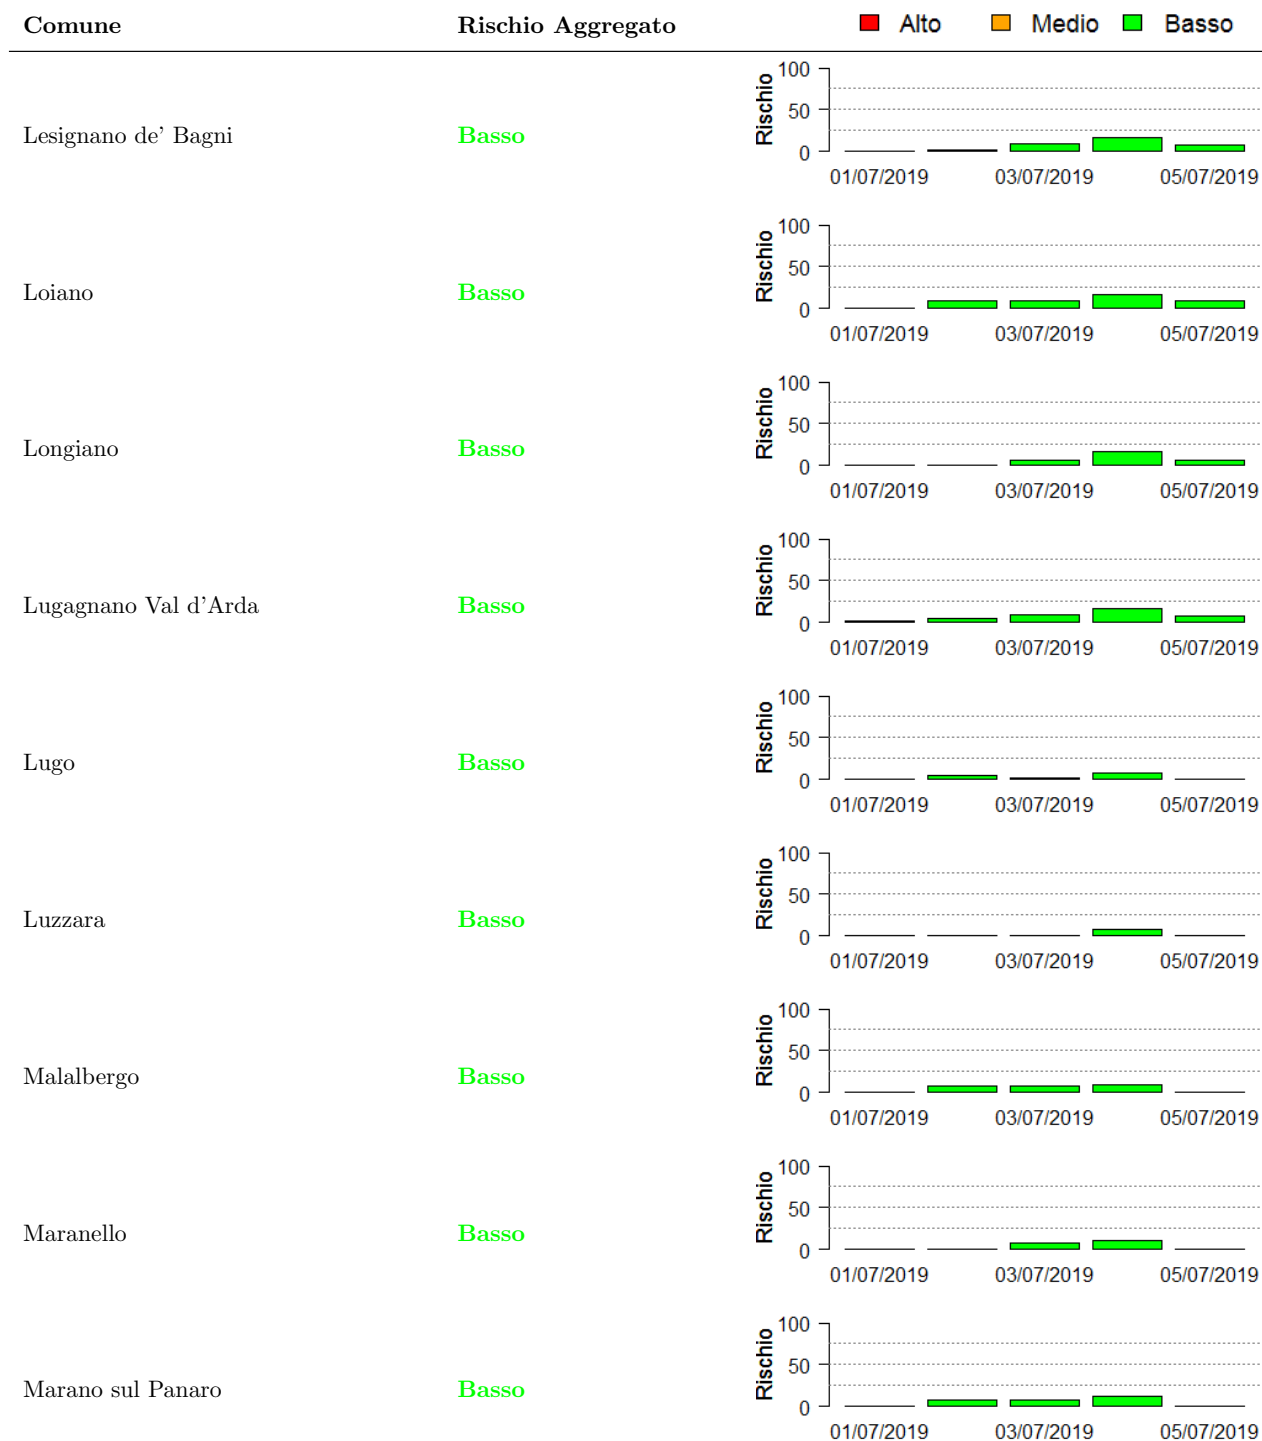 Comune Rischio Aggregato Alto Medio Basso
100
50
0
Rischio
Lesignano de' Bagni Basso
01/07/2019 03/07/2019 05/07/2019
100
50
0
Rischio
Loiano Basso
01/07/2019 03/07/2019 05/07/2019
100
50
0
Rischio
Longiano Basso
01/07/2019 03/07/2019 05/07/2019
100
50
0
Rischio
Lugagnano Val d'Arda Basso
01/07/2019 03/07/2019 05/07/2019
100
50
0
Rischio
Lugo Basso
01/07/2019 03/07/2019 05/07/2019
100
50
0
Rischio
Luzzara Basso
01/07/2019 03/07/2019 05/07/2019
100
50
0
Rischio
Malalbergo Basso
01/07/2019 03/07/2019 05/07/2019
100
50
0
Rischio
Maranello Basso
01/07/2019 03/07/2019 05/07/2019
100
50
0
Rischio
Marano sul Panaro Basso
01/07/2019 03/07/2019 05/07/2019